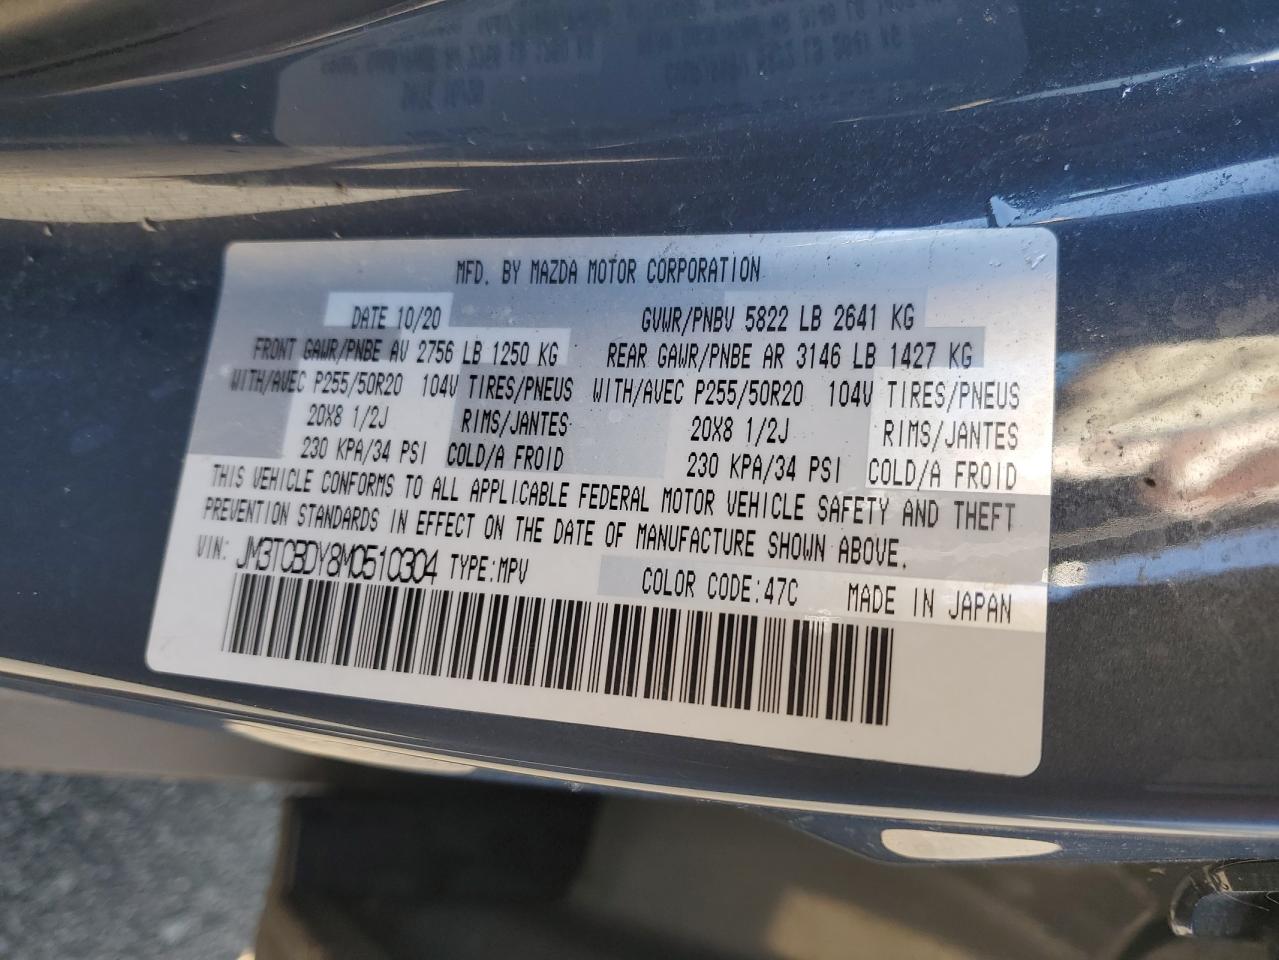 MFD. BY MAZDA MOTOR CORPORATION
DATE 10/20 GVWR/PNBV 5822 LB 2641 KG
FRONT GAWR/PNBE AV 2756 LB 1250 KG REAR GAWR/PNBE AR 3146 LB 1427 KG
WITH/AVEC P255/50R20 104V TIRES/PNEUS WITH/AVEC P255/50R20 104V TIRES/PNEUS
20X8 1/2J RIMS/JANTES 20X8 1/2J RIMS/JANTES
230 KPA/34 PSI COLD/A FROID 230 KPA/34 PSI COLD/A FROID
THIS VEHICLE CONFORMS TO ALL APPLICABLE FEDERAL MOTOR VEHICLE SAFETY AND THEFT
PREVENTION STANDARDS IN EFFECT ON THE DATE OF MANUFACTURE SHOWN ABOVE.
VIN: JM3TCBDY8M0510304 TYPE:MPV COLOR CODE:47C MADE IN JAPAN